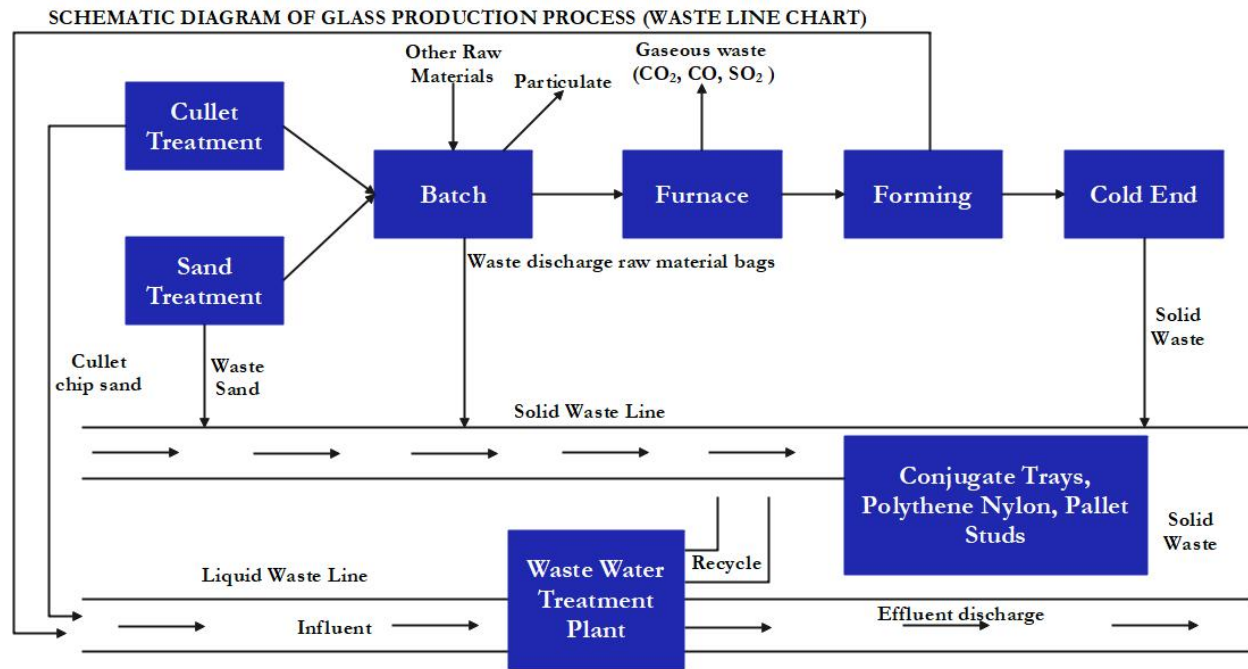 SCHEMATIC DIAGRAM OF GLASS PRODUCTION PROCESS (WASTE LINE CHART)
Other Raw
Materials
Particulate
Gaseous waste
(CO₂, CO, SO₂ )
Cullet
Treatment
Batch
Furnace
Forming
Cold End
Sand
Treatment
Waste discharge raw material bags
Solid
Waste
Cullet
chip sand
Waste
Sand
Solid Waste Line
Conjugate Trays,
Polythene Nylon, Pallet
Studs
Solid
Waste
Recycle
Liquid Waste Line
Waste Water
Treatment
Plant
Influent
Effluent discharge